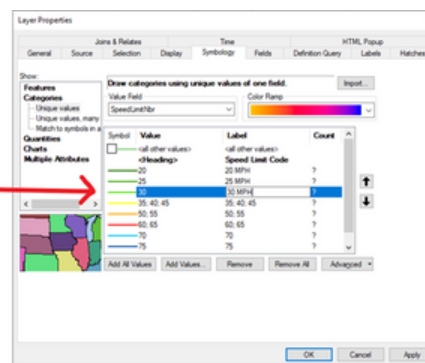 Layer Properties
Joins & Relates Time HTML Popup
General Source Selection Display Symbology Fields Definition Query Labels Hatches
Show:
Features
Categories
Unique values
Unique values, many
Match to symbols in a
Quantities
Charts
Multiple Attributes
Draw categories using unique values of one field.
Import...
Value Field Color Ramp
SpeedLimitNbr
Symbol Value Label Count
<all other values> <all other values>
<Heading> Speed Limit Code
20 20 MPH ?
25 25 MPH ?
30 30 MPH ?
35; 40; 45 35; 40; 45 ?
50; 55 50; 55 ?
60; 65 60; 65 ?
70 70 ?
75 75 ?
Add All Values Add Values... Remove Remove All Advanced
OK Cancel Apply